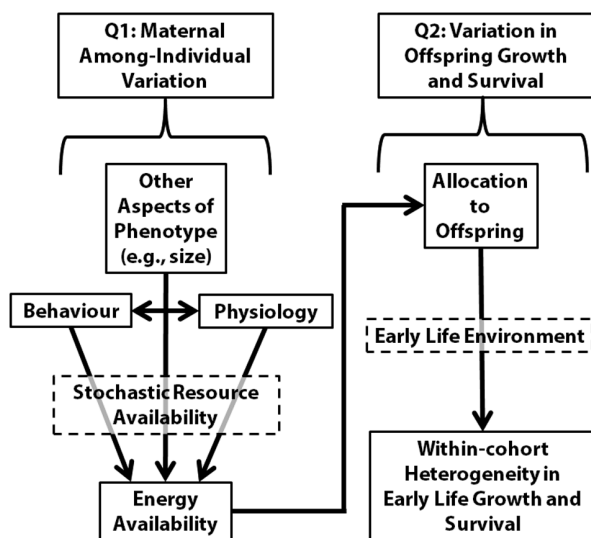 Q1: Maternal
Among-Individual
Variation
Q2: Variation in
Offspring Growth
and Survival
Other
Aspects of
Phenotype
(e.g., size)
Allocation
to
Offspring
Behaviour
Physiology
Early Life Environment
Stochastic Resource
Availability
Within-cohort
Heterogeneity in
Early Life Growth and
Survival
Energy
Availability